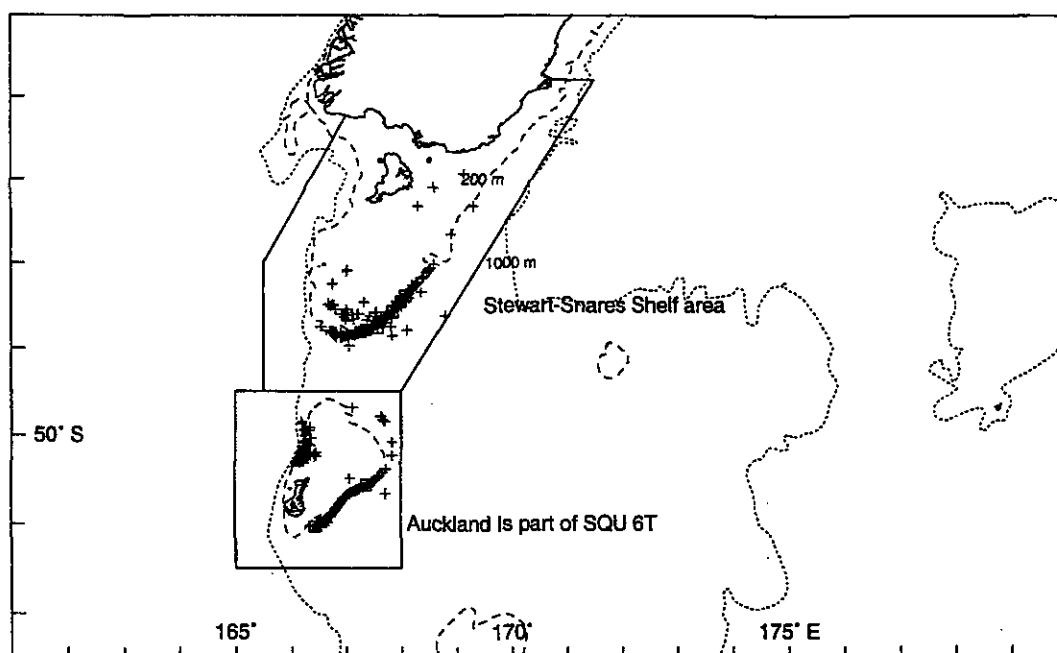 200 m
1000 m
Stewart-Snares Shelf area
50° S
Auckland Is part of SQU 6T
165°
170°
175° E